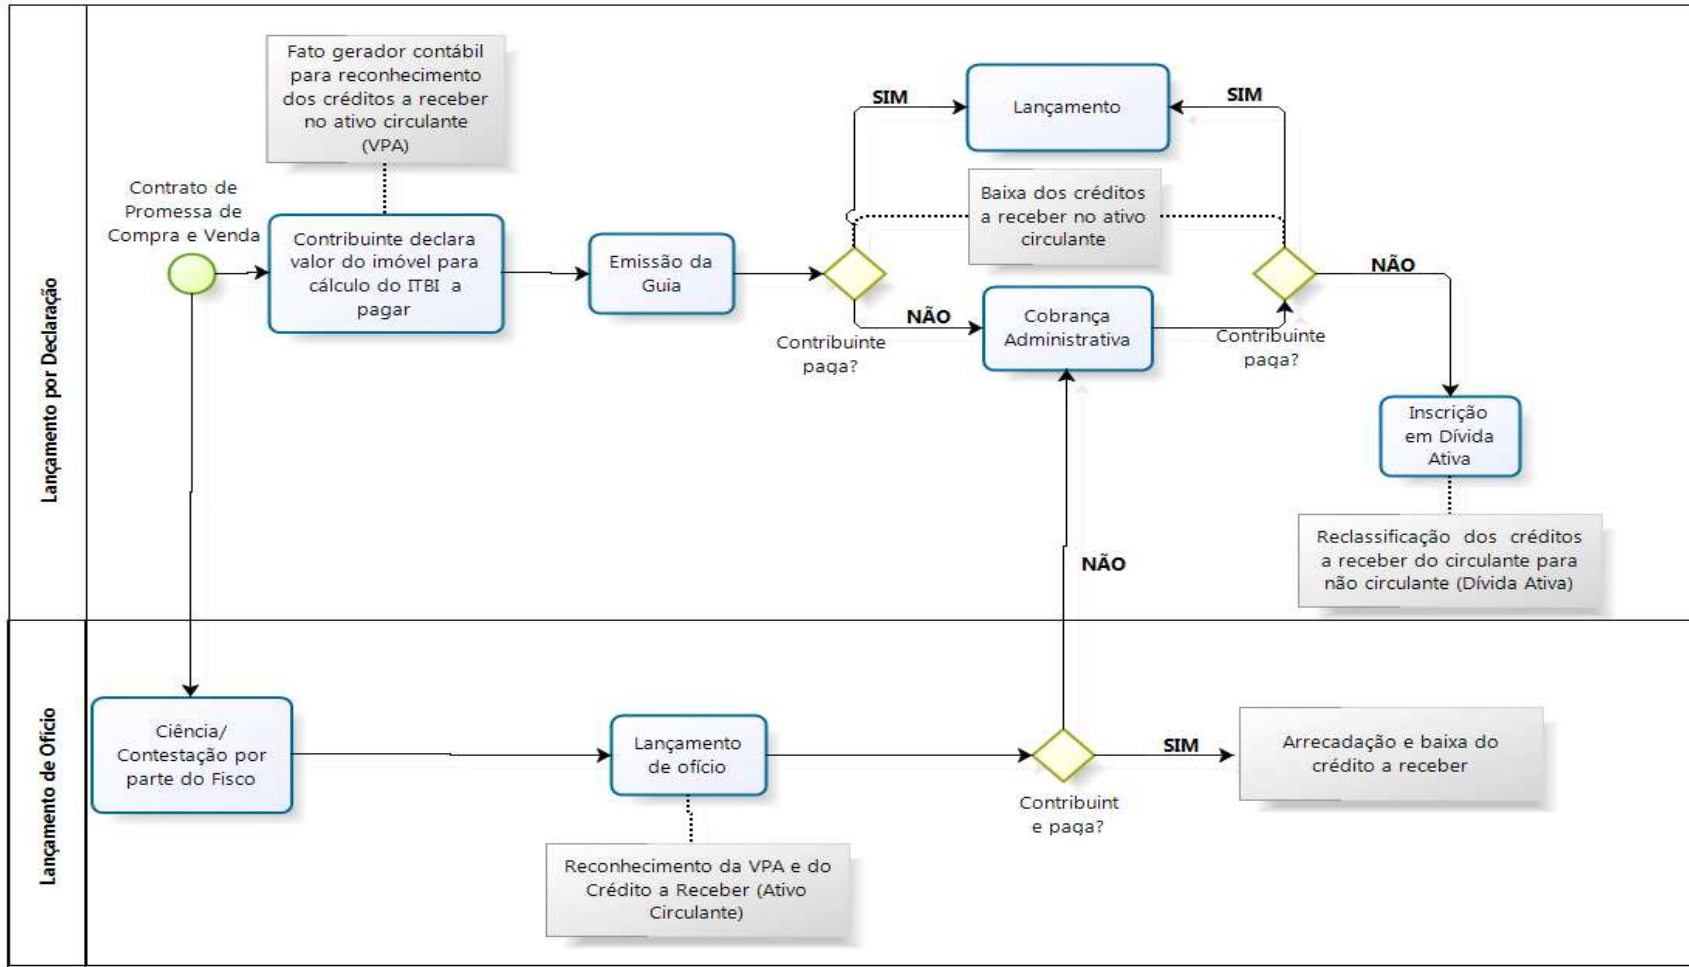 Lançamento por Declaração
Fato gerador contábil
para reconhecimento
dos créditos a receber
no ativo circulante
(VPA)
Contrato de
Promessa de
Compra e Venda
Contribuinte declara
valor do imóvel para
cálculo do ITBI a
pagar
Emissão da
Guia
Contribuinte
paga?
SIM
Lançamento
SIM
Baixa dos créditos
a receber no ativo
circulante
NÃO
Cobrança
Administrativa
Contribuinte
paga?
NÃO
Inscrição
em Dívida
Ativa
Reclassificação dos créditos
a receber do circulante para
não circulante (Dívida Ativa)
NÃO
Lançamento de Ofício
Ciência/
Contestação por
parte do Fisco
Lançamento
de ofício
Reconhecimento da VPA e do
Crédito a Receber (Ativo
Circulante)
Contribuint
e paga?
SIM
Arrecadação e baixa do
crédito a receber